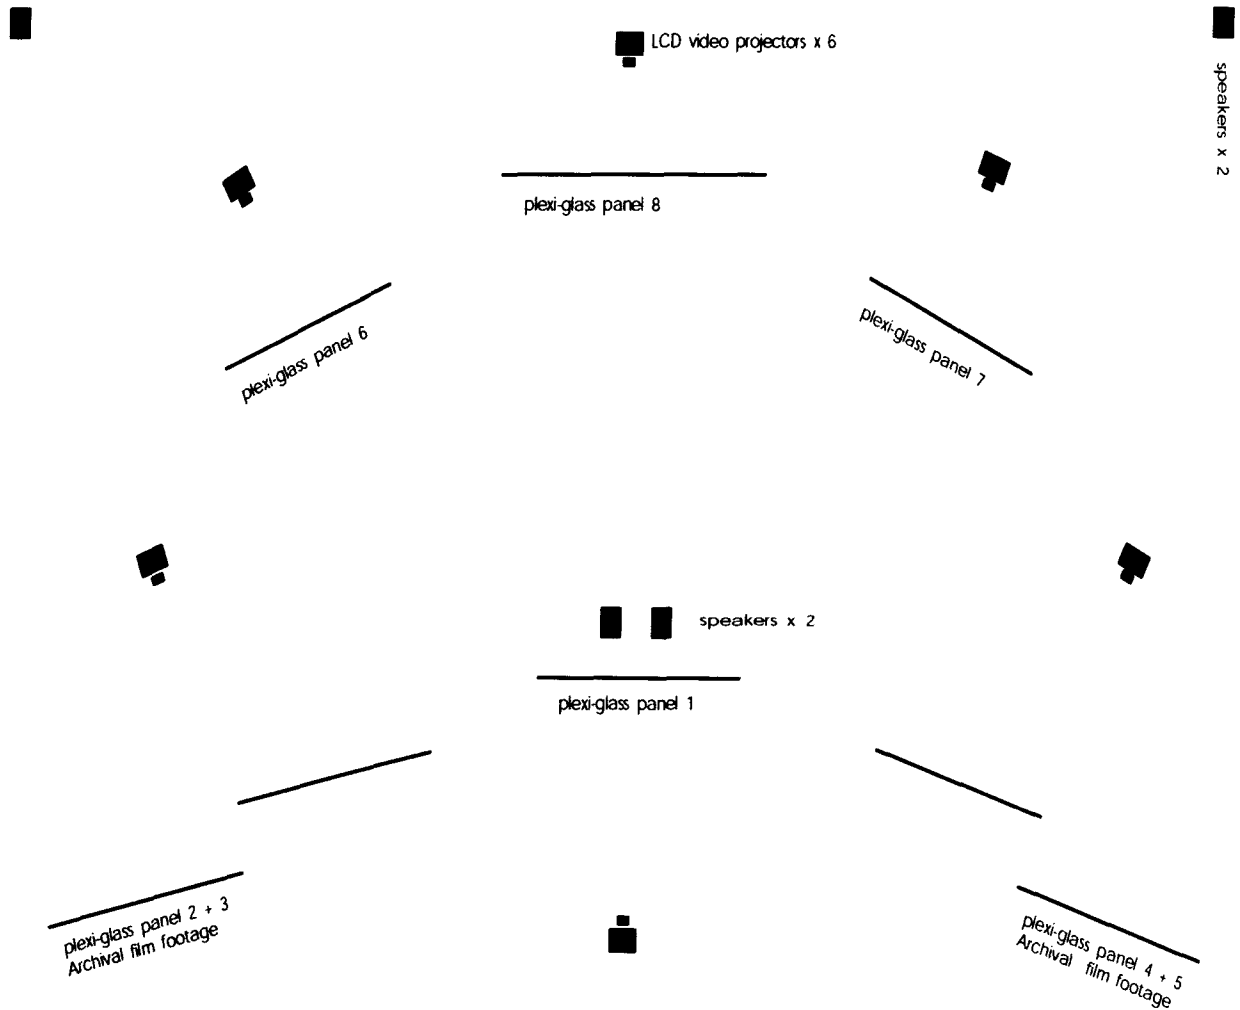 LCD video projectors x 6
speakers x 2
plexi-glass panel 8
plexi-glass panel 6
plexi-glass panel 7
speakers x 2
plexi-glass panel 1
plexi-glass panel 2 + 3
Archival film footage
plexi-glass panel 4 + 5
Archival film footage